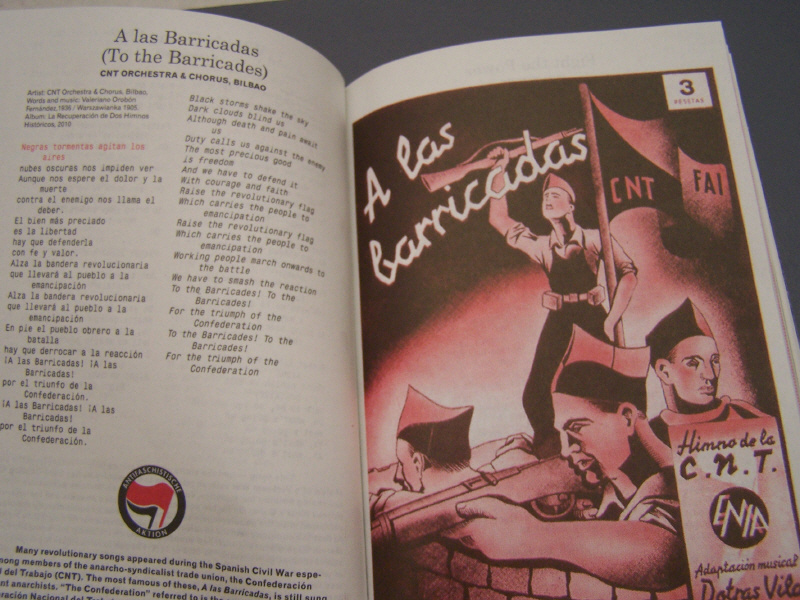 A las Barricadas
(To the Barricades)
CNT ORCHESTRA & CHORUS, BILBAO
Artist: CNT Orchestra & Chorus, Bilbao,
Words and music: Valeriano Orobón
Fernández,1936 / Warszawianka 1905
Album: La Recuperación de Dos Himnos
Históricos, 2010
Negras tormentas agitan los
aires
nubes oscuras nos impiden ver
Aunque nos espere el dolor y la
muerte
contra el enemigo nos llama el
deber.
El bien más preciado
es la libertad
hay que defenderla
con fe y valor.
Alza la bandera revolucionaria
que llevará al pueblo a la
emancipación
Alza la bandera revolucionaria
que llevará al pueblo a la
emancipación
En pie el pueblo obrero a la
batalla
hay que derrocar a la reacción
¡A las Barricadas! ¡A las
Barricadas!
por el triunfo de la
Confederación.
¡A las Barricadas! ¡A las
Barricadas!
por el triunfo de la
Confederación.
Black storms shake the sky
Dark clouds blind us
Although death and pain await
us
Duty calls us against the enemy
The most precious good
is freedom
And we have to defend it
With courage and faith
Raise the revolutionary flag
Which carries the people to
emancipation
Raise the revolutionary flag
Which carries the people to
emancipation
Working people march onwards to
the battle
We have to smash the reaction
To the Barricades! To the
Barricades!
For the triumph of the
Confederation
To the Barricades! To the
Barricades!
For the triumph of the
Confederation
ANTIFASCHISTISCHE
AKTION
Many revolutionary songs appeared during the Spanish Civil War espe-
members of the anarcho-syndicalist trade union, the Confederación
del Trabajo (CNT). The most famous of these, A las Barricadas, is still sung
anarchists. "The Confederation" referred to is the
Nacional del
3
PESETAS
A las
barricadas
CNT
FAI
Himno de la
C.N.T.
Adaptación musical
Dotras Vila